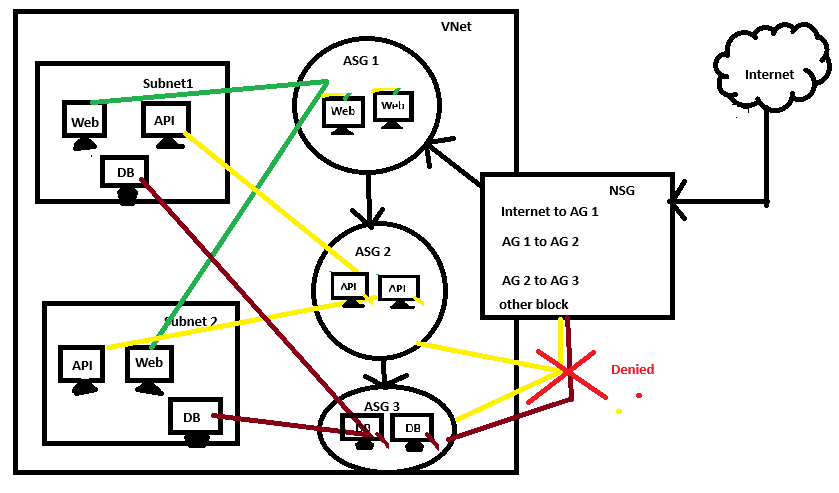 VNet
Subnet1
Web
API
DB
ASG 1
Web
Web
Internet
NSG
Internet to AG 1
AG 1 to AG 2
AG 2 to AG 3
other block
ASG 2
API
API
Subnet 2
API
Web
DB
Denied
ASG 3
DB
DB